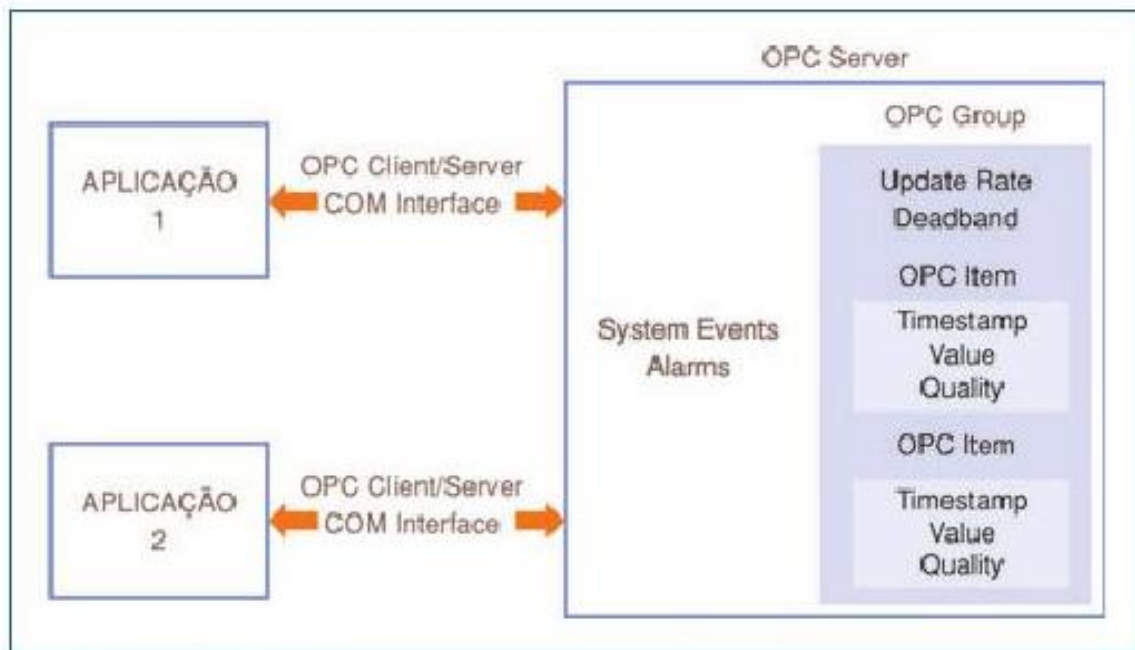 OPC Server
OPC Group
APLICAÇÃO
1
OPC Client/Server
COM Interface
System Events
Alarms
Update Rate
Deadband
OPC Item
Timestamp
Value
Quality
OPC Item
Timestamp
Value
Quality
APLICAÇÃO
2
OPC Client/Server
COM Interface